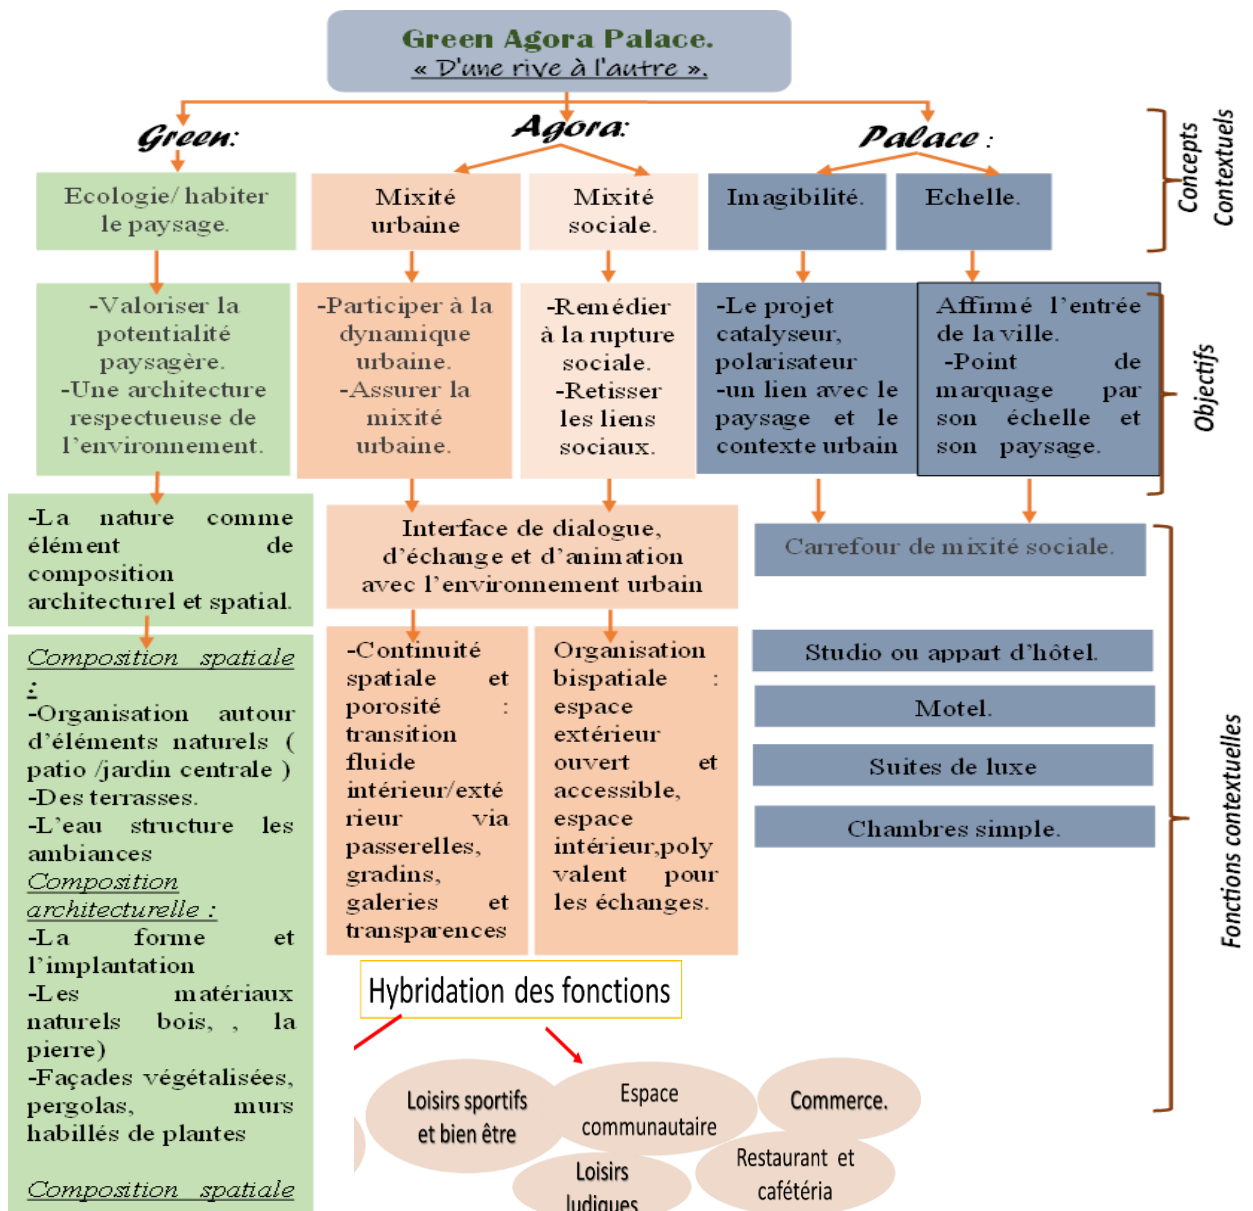 Green Agora Palace.
« D'une rive à l'autre ».
Green:
Agora:
Palace :
Concepts
Contextuels
Ecologie/ habiter
le paysage.
Mixité
urbaine
Mixité
sociale.
Imagibilité.
Echelle.
-Valoriser la
potentialité
paysagère.
-Une architecture
respectueuse de
l'environnement.
-Participer à la
dynamique
urbaine.
-Assurer la
mixité
urbaine.
-Remédier
à la rupture
sociale.
-Retisser
les liens
sociaux.
-Le projet
catalyseur,
polarisateur
-un lien avec le
paysage et le
contexte urbain
Affirmé l'entrée
de la ville.
-Point de
marquage par
son échelle et
son paysage.
Objectifs
-La nature comme
élément de
composition
architecturel et spatial.
Interface de dialogue,
d'échange et d'animation
avec l'environnement urbain
Carrefour de mixité sociale.
Composition spatiale
:
-Organisation autour
d'éléments naturels (
patio /jardin centrale )
-Des terrasses.
-L'eau structure les
ambiances
Composition
architecturelle :
-La forme et
l'implantation
-Les matériaux
naturels bois, , la
pierre)
-Façades végétalisées,
pergolas, murs
habillés de plantes
Composition spatiale
-Continuité
spatiale et
porosité :
transition
fluide
intérieur/exté
rieur via
passerelles,
gradins,
galeries et
transparences
Organisation
bispatiale :
espace
extérieur
ouvert et
accessible,
espace
intérieur,poly
valent pour
les échanges.
Studio ou appart d'hôtel.
Motel.
Suites de luxe
Chambres simple.
Fonctions contextuelles
Hybridation des fonctions
Loisirs sportifs
et bien être
Espace
communautaire
Commerce.
Loisirs
ludiques
Restaurant et
cafétéria